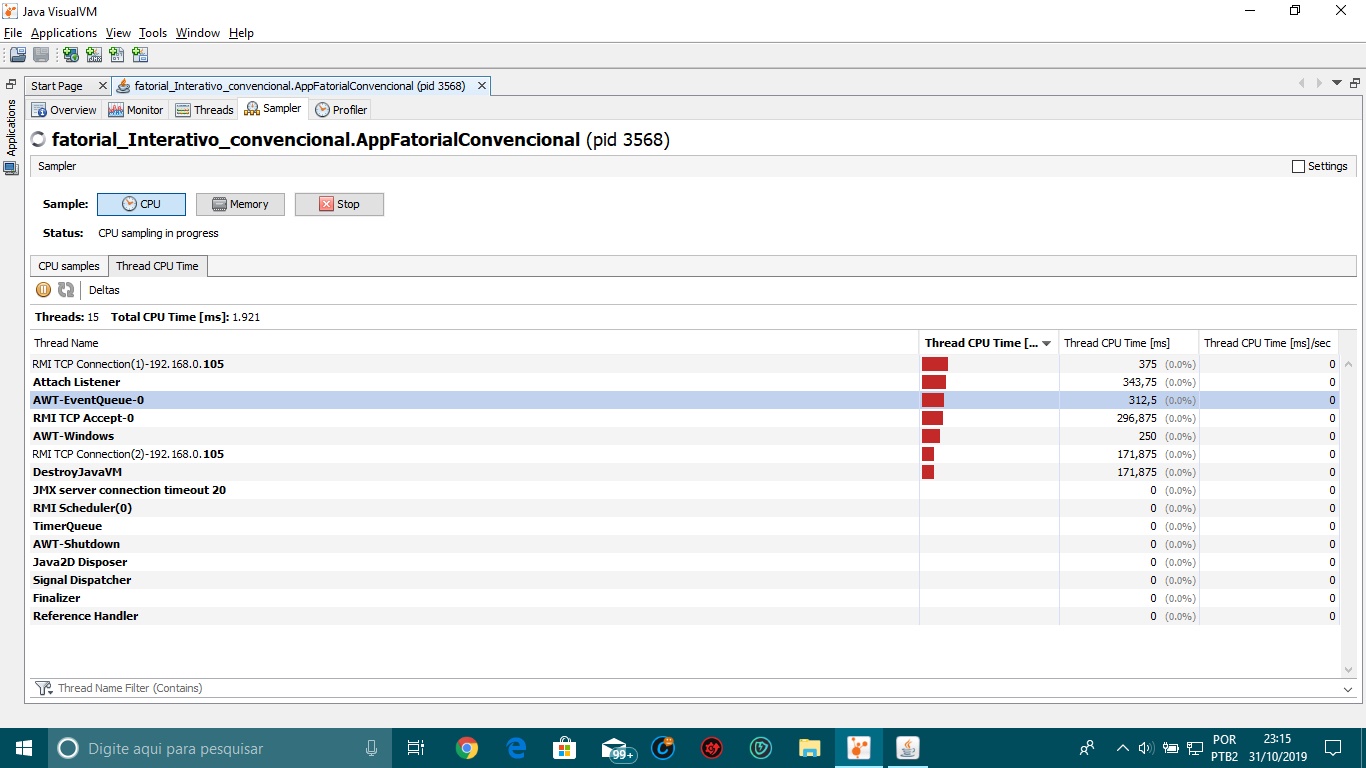 Java VisualVM
File Applications View Tools Window Help
Applications
Start Page fatorial_Interativo_convencional.AppFatorialConvencional (pid 3568)
Overview Monitor Threads Sampler Profiler
fatorial_Interativo_convencional.AppFatorialConvencional (pid 3568)
Sampler Settings
Sample: CPU Memory Stop
Status: CPU sampling in progress
CPU samples Thread CPU Time
Deltas
Threads: 15 Total CPU Time [ms]: 1.921
Thread Name Thread CPU Time [... Thread CPU Time [ms] Thread CPU Time [ms]/sec
RMI TCP Connection(1)-192.168.0.105 375 (0.0%) 0
Attach Listener 343,75 (0.0%) 0
AWT-EventQueue-0 312,5 (0.0%) 0
RMI TCP Accept-0 296,875 (0.0%) 0
AWT-Windows 250 (0.0%) 0
RMI TCP Connection(2)-192.168.0.105 171,875 (0.0%) 0
DestroyJavaVM 171,875 (0.0%) 0
JMX server connection timeout 20 0 (0.0%) 0
RMI Scheduler(0) 0 (0.0%) 0
TimerQueue 0 (0.0%) 0
AWT-Shutdown 0 (0.0%) 0
Java2D Disposer 0 (0.0%) 0
Signal Dispatcher 0 (0.0%) 0
Finalizer 0 (0.0%) 0
Reference Handler 0 (0.0%) 0
Thread Name Filter (Contains)
Digite aqui para pesquisar 99+ POR 23:15
PTB2 31/10/2019